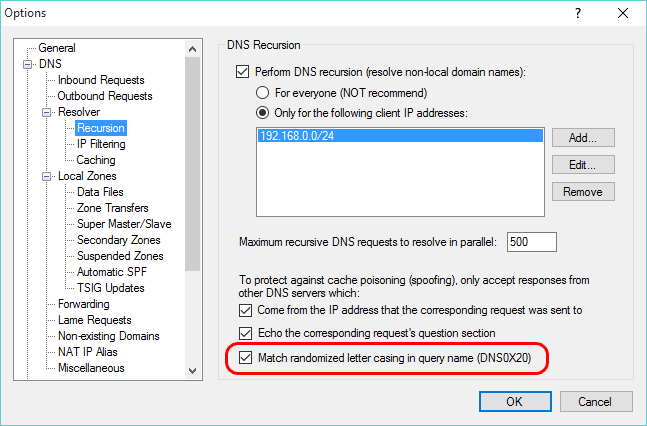 Options
General
DNS
Inbound Requests
Outbound Requests
Resolver
Recursion
IP Filtering
Caching
Local Zones
Data Files
Zone Transfers
Super Master/Slave
Secondary Zones
Suspended Zones
Automatic SPF
TSIG Updates
Forwarding
Lame Requests
Non-existing Domains
NAT IP Alias
Miscellaneous
DNS Recursion
Perform DNS recursion (resolve non-local domain names):
For everyone (NOT recommend)
Only for the following client IP addresses:
192.168.0.0/24
Add...
Edit...
Remove
Maximum recursive DNS requests to resolve in parallel: 500
To protect against cache poisoning (spoofing), only accept responses from
other DNS servers which:
Come from the IP address that the corresponding request was sent to
Echo the corresponding request's question section
Match randomized letter casing in query name (DNS0X20)
OK
Cancel